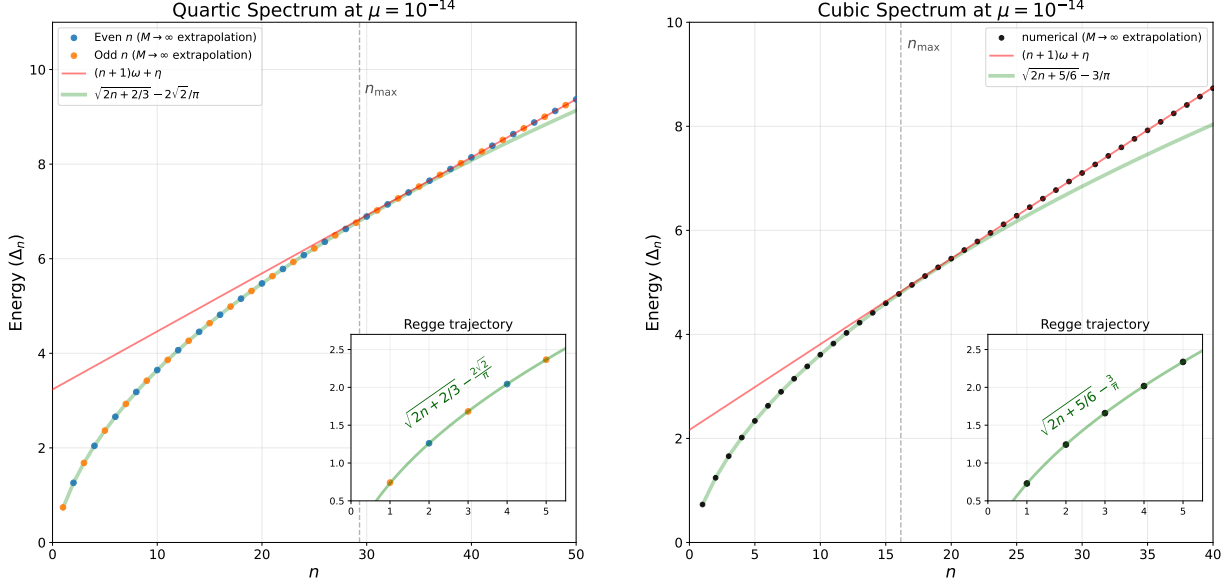 Quartic Spectrum at μ = 10⁻¹⁴
Even n (M → ∞ extrapolation)
Odd n (M → ∞ extrapolation)
(n + 1)ω + η
√(2n + 2/3) − 2√2/π
n_max
Energy (Δₙ)
10
8
6
4
2
0
0 10 20 30 40 50
n
Regge trajectory
√(2n + 2/3) − 2√2/π
2.5
2.0
1.5
1.0
0.5
0 1 2 3 4 5
Cubic Spectrum at μ = 10⁻¹⁴
numerical (M → ∞ extrapolation)
(n + 1)ω + η
√(2n + 5/6) − 3/π
n_max
Energy (Δₙ)
10
8
6
4
2
0
0 5 10 15 20 25 30 35 40
n
Regge trajectory
√(2n + 5/6) − 3/π
2.5
2.0
1.5
1.0
0.5
0 1 2 3 4 5